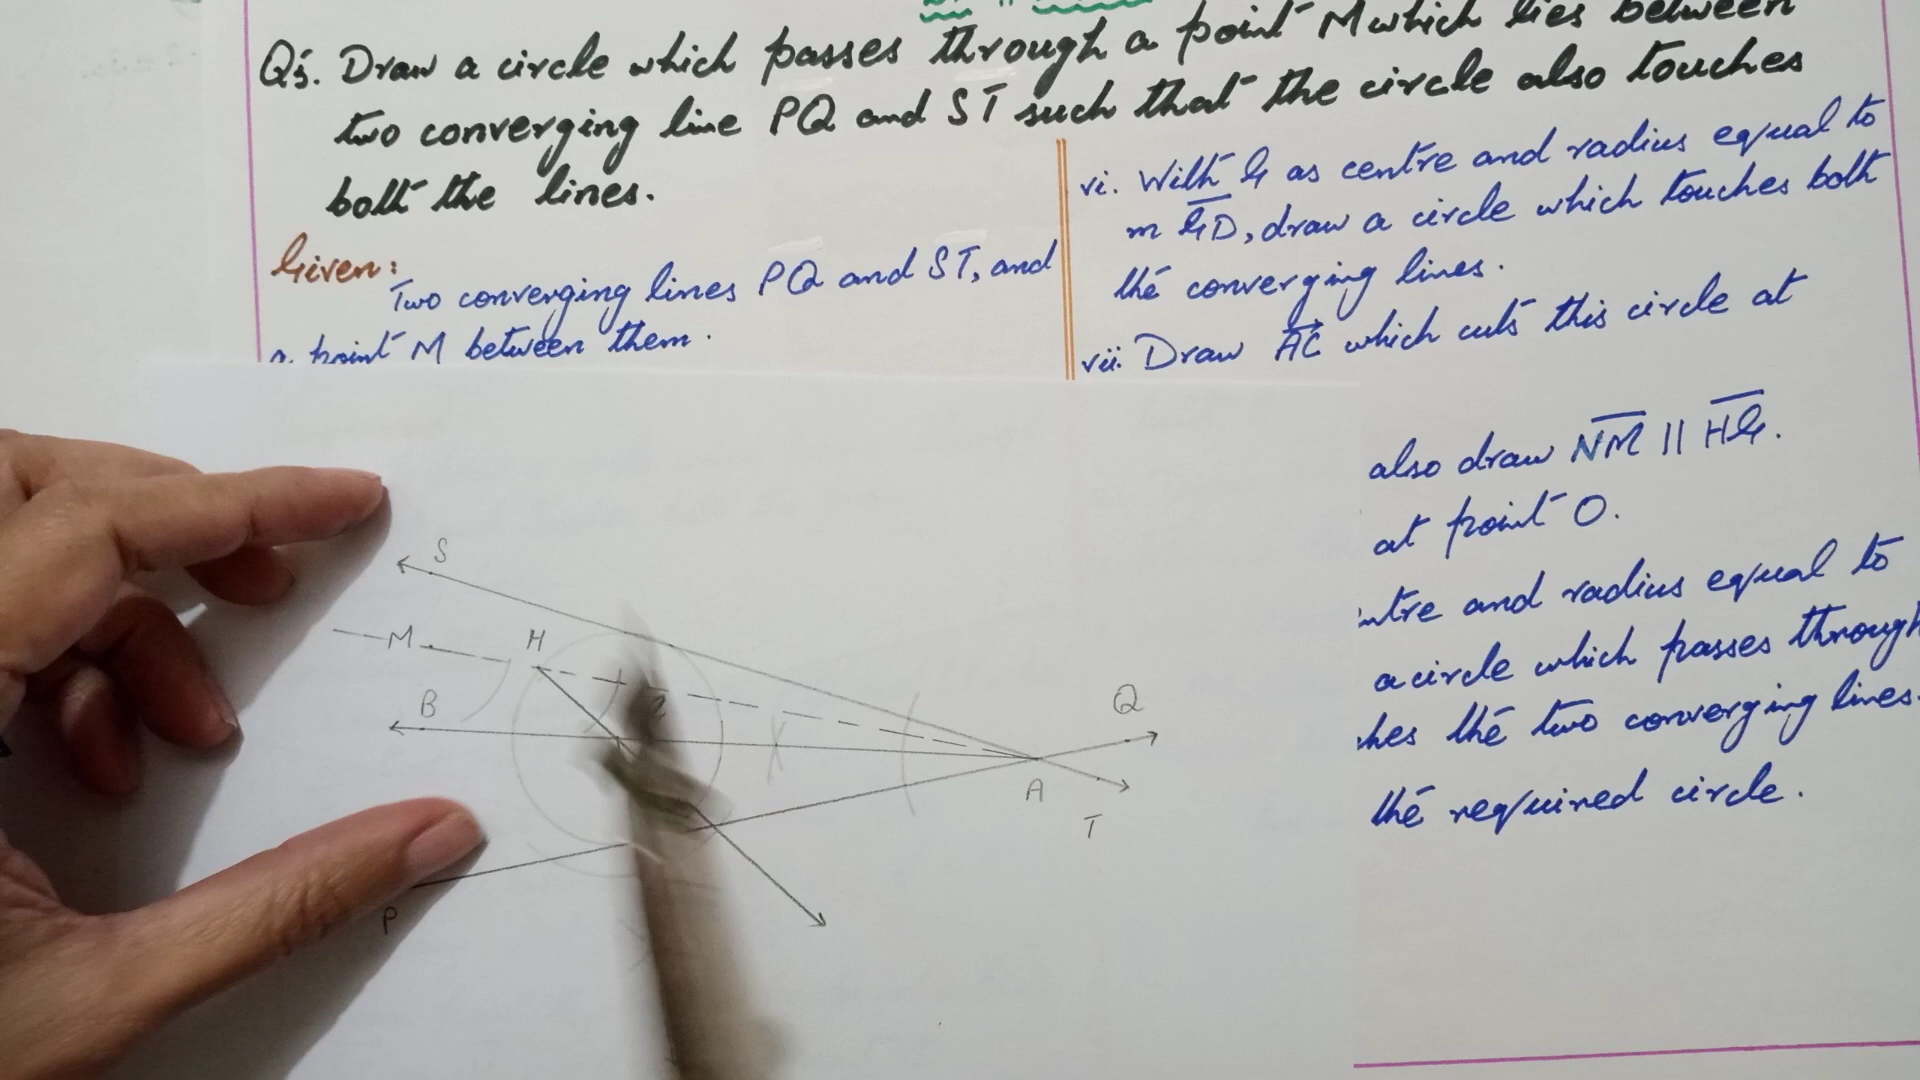 Q5. Draw a circle which passes through a point M which lies between
two converging line PQ and ST such that the circle also touches
both the lines.
Given:
Two converging lines PQ and ST, and
a point M between them.
vi. With G as centre and radius equal to
m GD, draw a circle which touches both
the converging lines.
vii. Draw AC which cuts this circle at
also draw NM || HG.
at point O.
ntre and radius equal to
a circle which passes through
hes the two converging lines.
the required circle.
S
M
H
B
Q
A
T
P